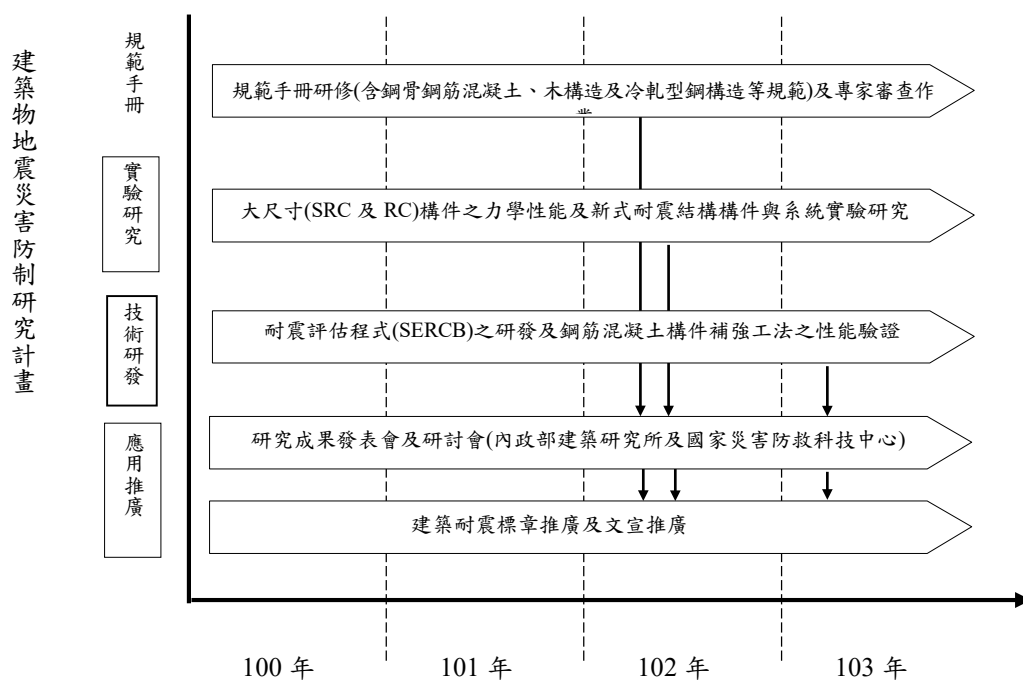 建築物地震災害防制研究計畫
規範手冊
規範手冊研修(含鋼骨鋼筋混凝土、木構造及冷軋型鋼構造等規範)及專家審查作
實驗研究
大尺寸(SRC 及 RC)構件之力學性能及新式耐震結構構件與系統實驗研究
技術研發
耐震評估程式(SERCB)之研發及鋼筋混凝土構件補強工法之性能驗證
應用推廣
研究成果發表會及研討會(內政部建築研究所及國家災害防救科技中心)
建築耐震標章推廣及文宣推廣
100 年
101 年
102 年
103 年